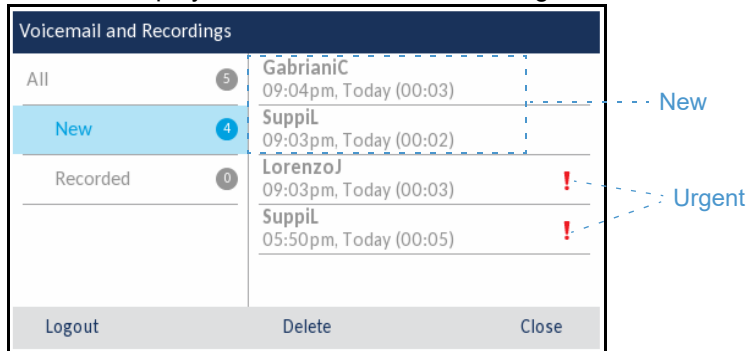 Voicemail and Recordings
All 5
New 4
Recorded 0
GabrianiC
09:04pm, Today (00:03)
SuppiL
09:03pm, Today (00:02)
LorenzoJ
09:03pm, Today (00:03) !
SuppiL
05:50pm, Today (00:05) !
New
Urgent
Logout Delete Close